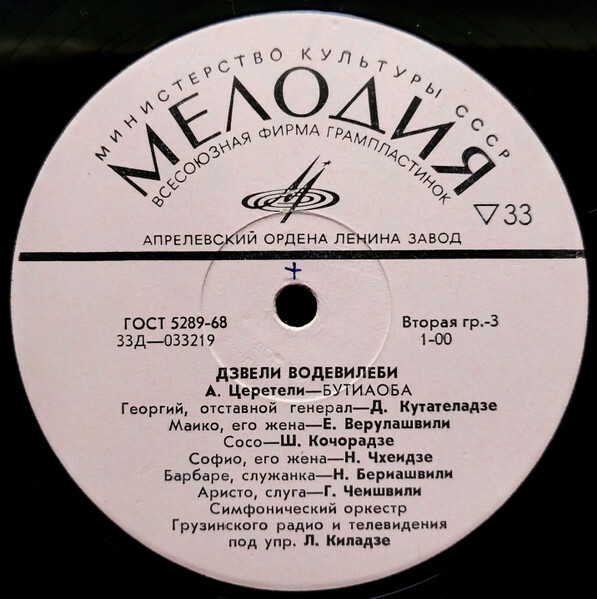 МИНИСТЕРСТВО КУЛЬТУРЫ СССР
МЕЛОДИЯ
ВСЕСОЮЗНАЯ ФИРМА ГРАМПЛАСТИНОК
▽33
АПРЕЛЕВСКИЙ ОРДЕНА ЛЕНИНА ЗАВОД
ГОСТ 5289-68
Вторая гр.-3
33Д—033219
1-00
ДЗВЕЛИ ВОДЕВИЛЕБИ
А. Церетели—БУТИАОБА
Георгий, отставной генерал—Д. Кутателадзе
Маико, его жена—Е. Верулашвили
Сосо—Ш. Кочорадзе
Софио, его жена—Н. Чхеидзе
Барбаре, служанка—Н. Бериашвили
Аристо, слуга—Г. Чеишвили
Симфонический оркестр
Грузинского радио и телевидения
под упр. Л. Киладзе